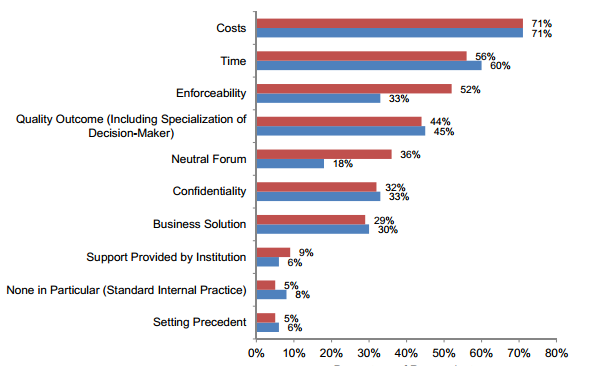 Costs
71%
71%
Time
56%
60%
Enforceability
52%
33%
Quality Outcome (Including Specialization of
Decision-Maker)
44%
45%
Neutral Forum
36%
18%
Confidentiality
32%
33%
Business Solution
29%
30%
Support Provided by Institution
9%
6%
None in Particular (Standard Internal Practice)
5%
8%
Setting Precedent
5%
6%
0% 10% 20% 30% 40% 50% 60% 70% 80%